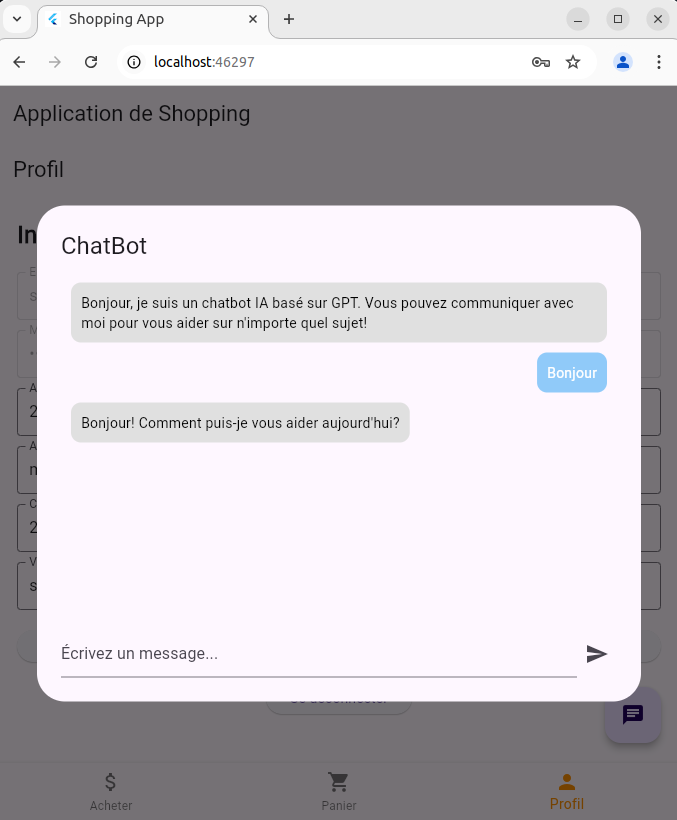 Shopping App
localhost:46297
Application de Shopping
Profil
In
ChatBot
Bonjour, je suis un chatbot IA basé sur GPT. Vous pouvez communiquer avec
moi pour vous aider sur n'importe quel sujet!
Bonjour
Bonjour! Comment puis-je vous aider aujourd'hui?
Écrivez un message...
Acheter
Panier
Profil